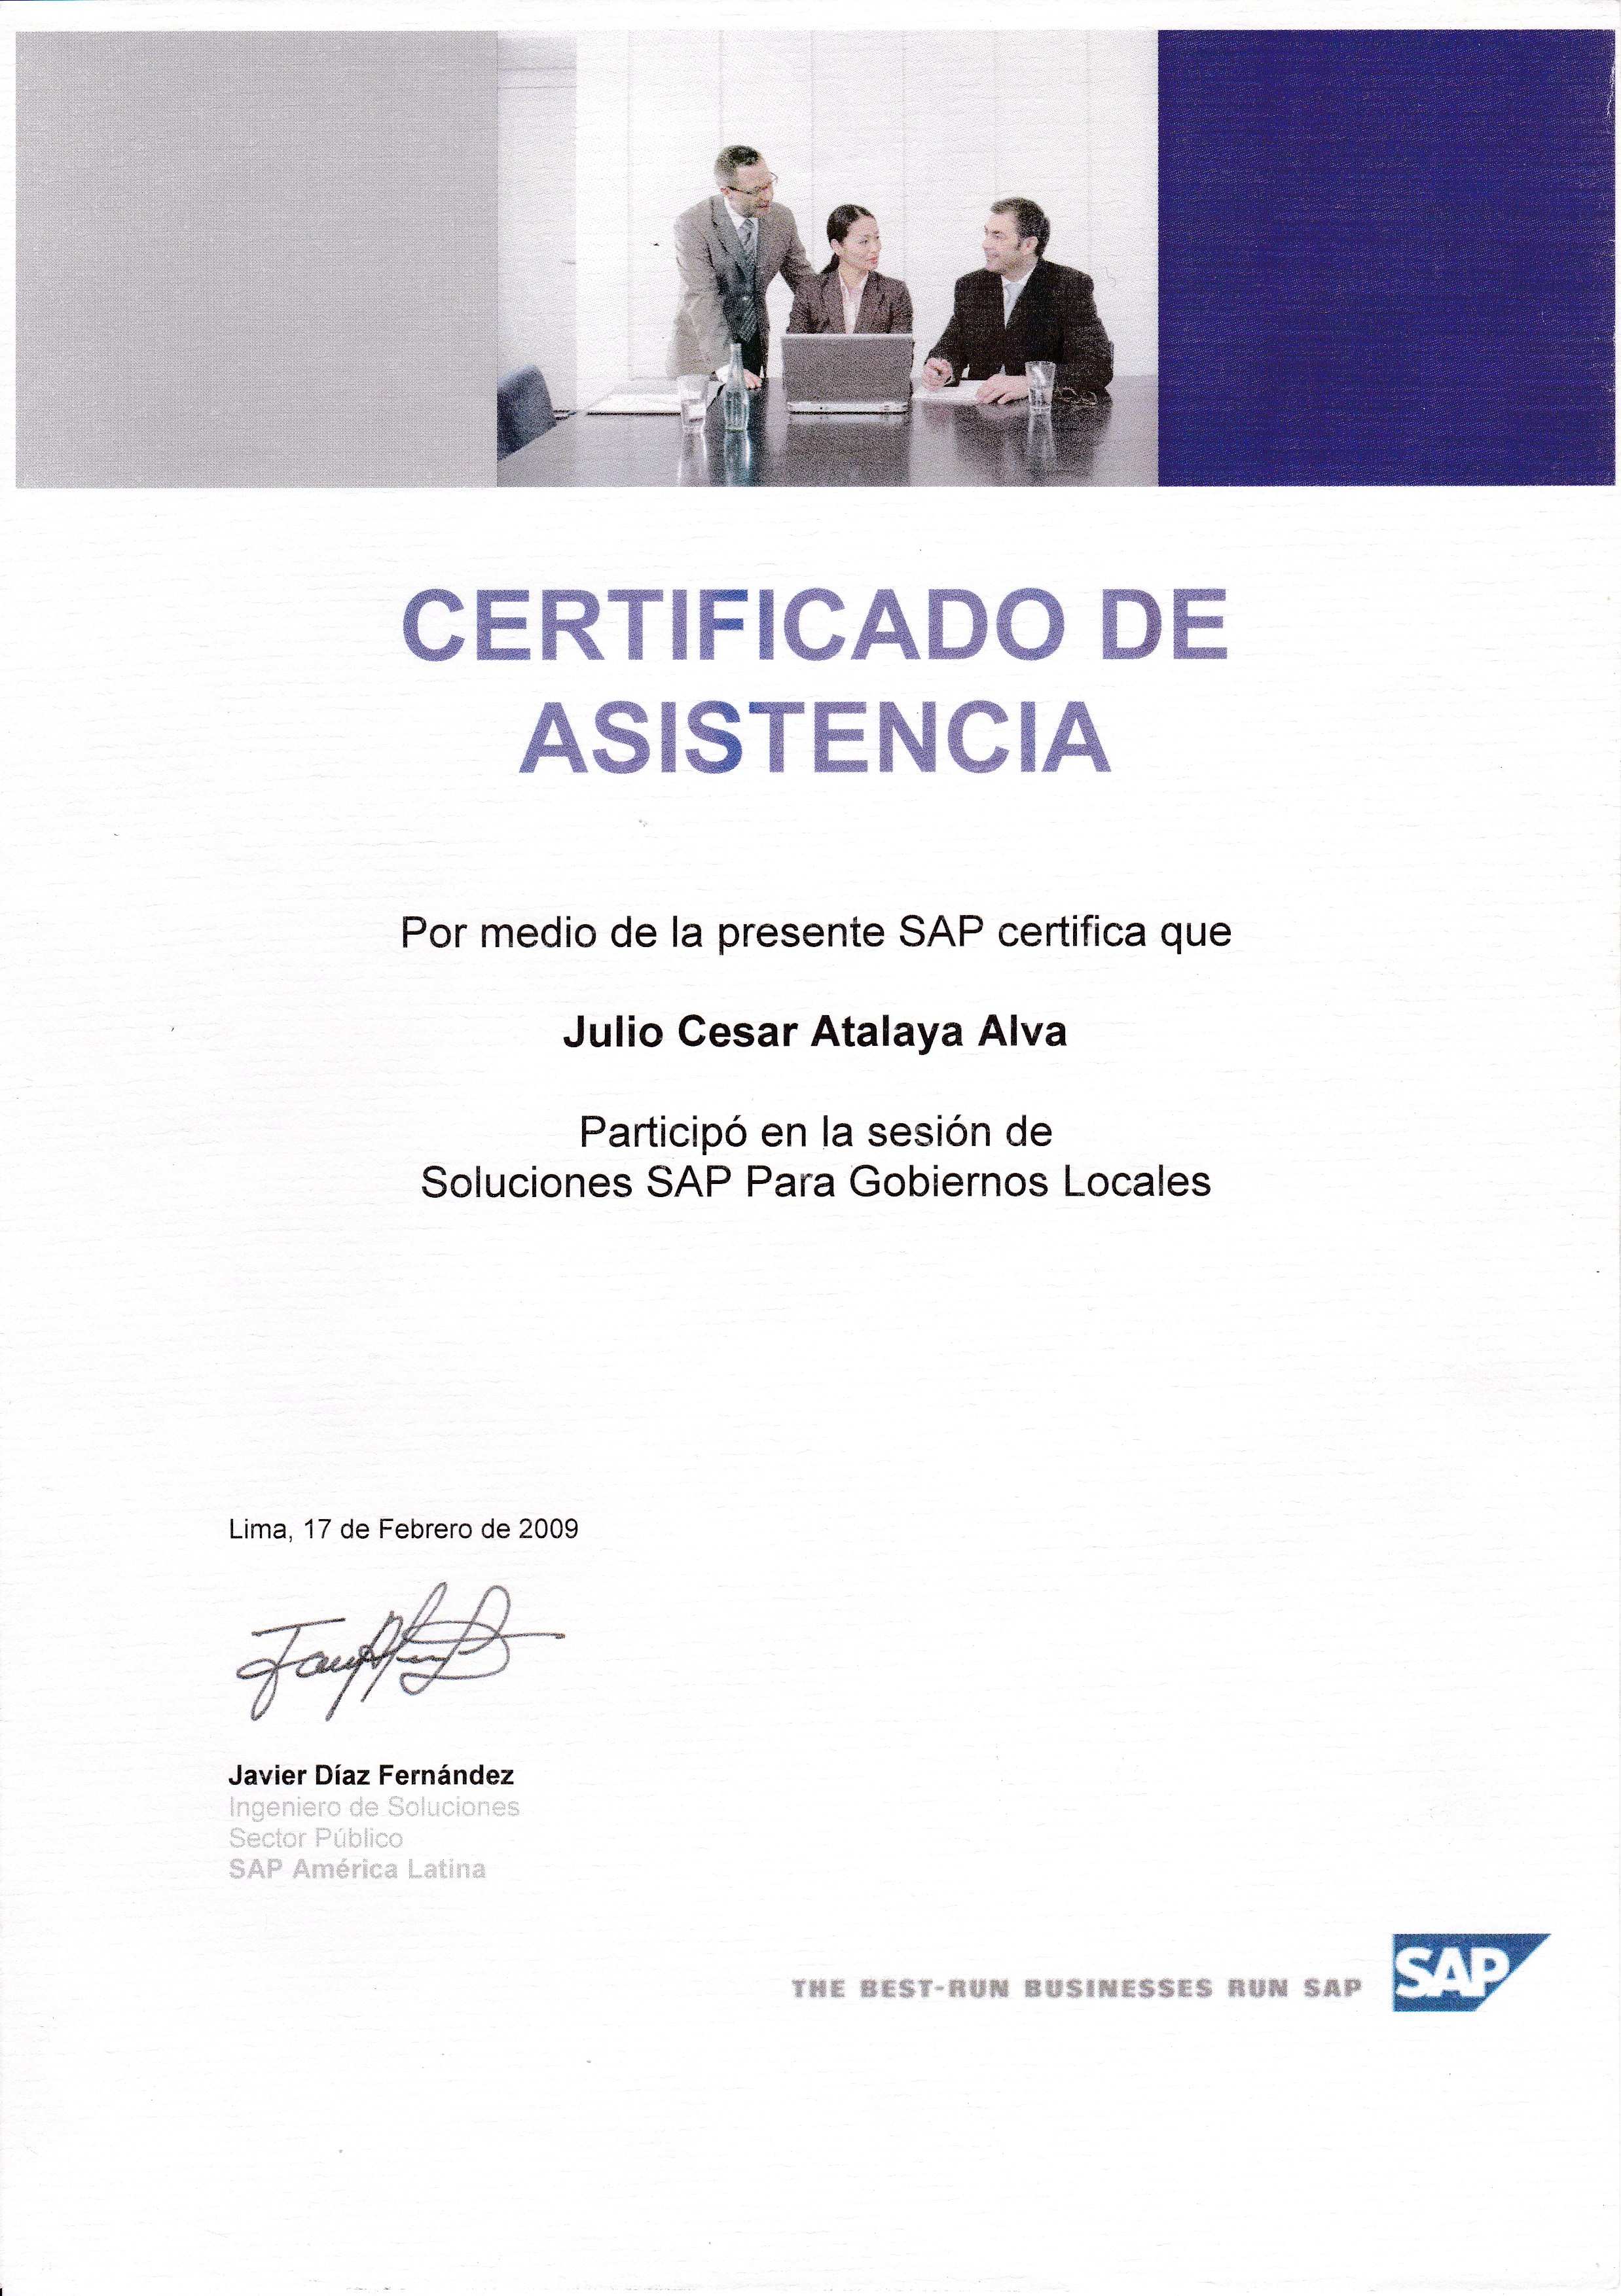 CERTIFICADO DE
ASISTENCIA
Por medio de la presente SAP certifica que
Julio Cesar Atalaya Alva
Participó en la sesión de
Soluciones SAP Para Gobiernos Locales
Lima, 17 de Febrero de 2009
Javier Díaz Fernández
Ingeniero de Soluciones
Sector Público
SAP América Latina
THE BEST-RUN BUSINESSES RUN SAP
SAP